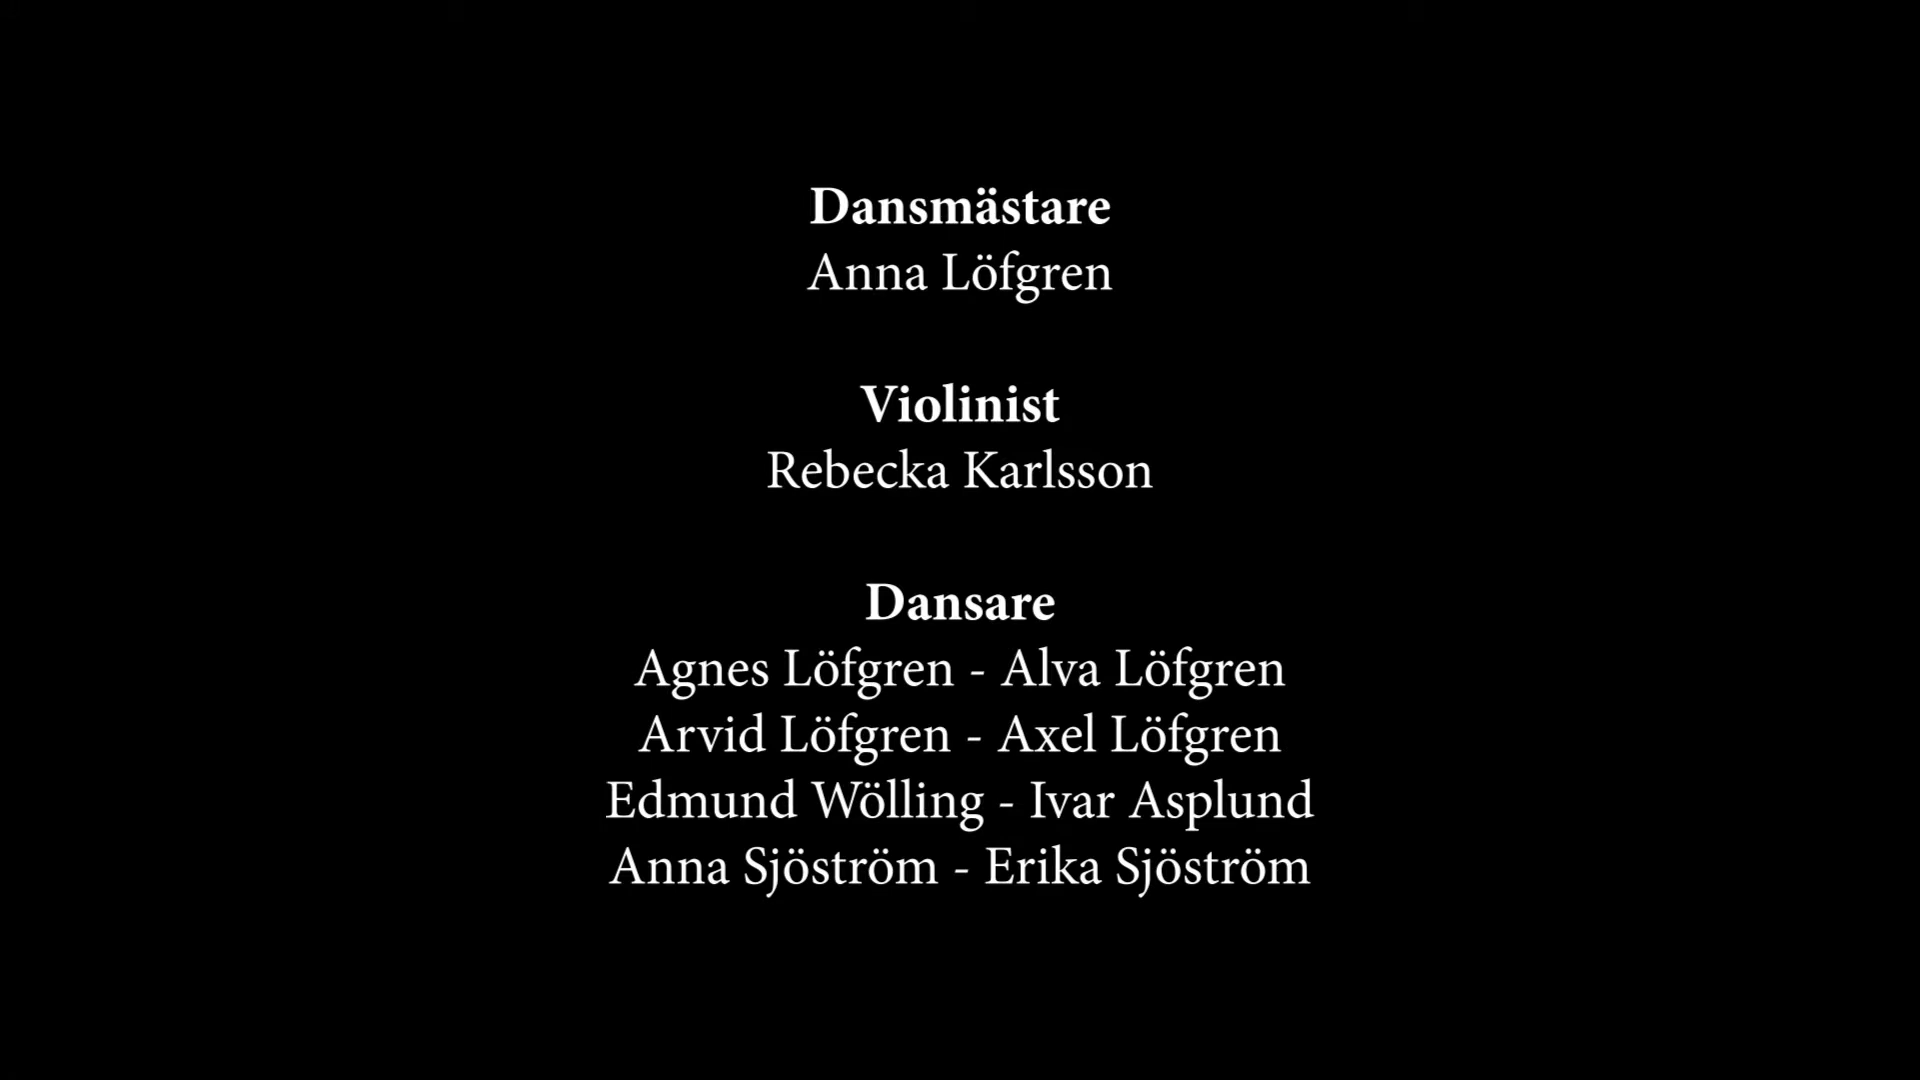 Dansmästare
Anna Löfgren
Violinist
Rebecka Karlsson
Dansare
Agnes Löfgren - Alva Löfgren
Arvid Löfgren - Axel Löfgren
Edmund Wölling - Ivar Asplund
Anna Sjöström - Erika Sjöström